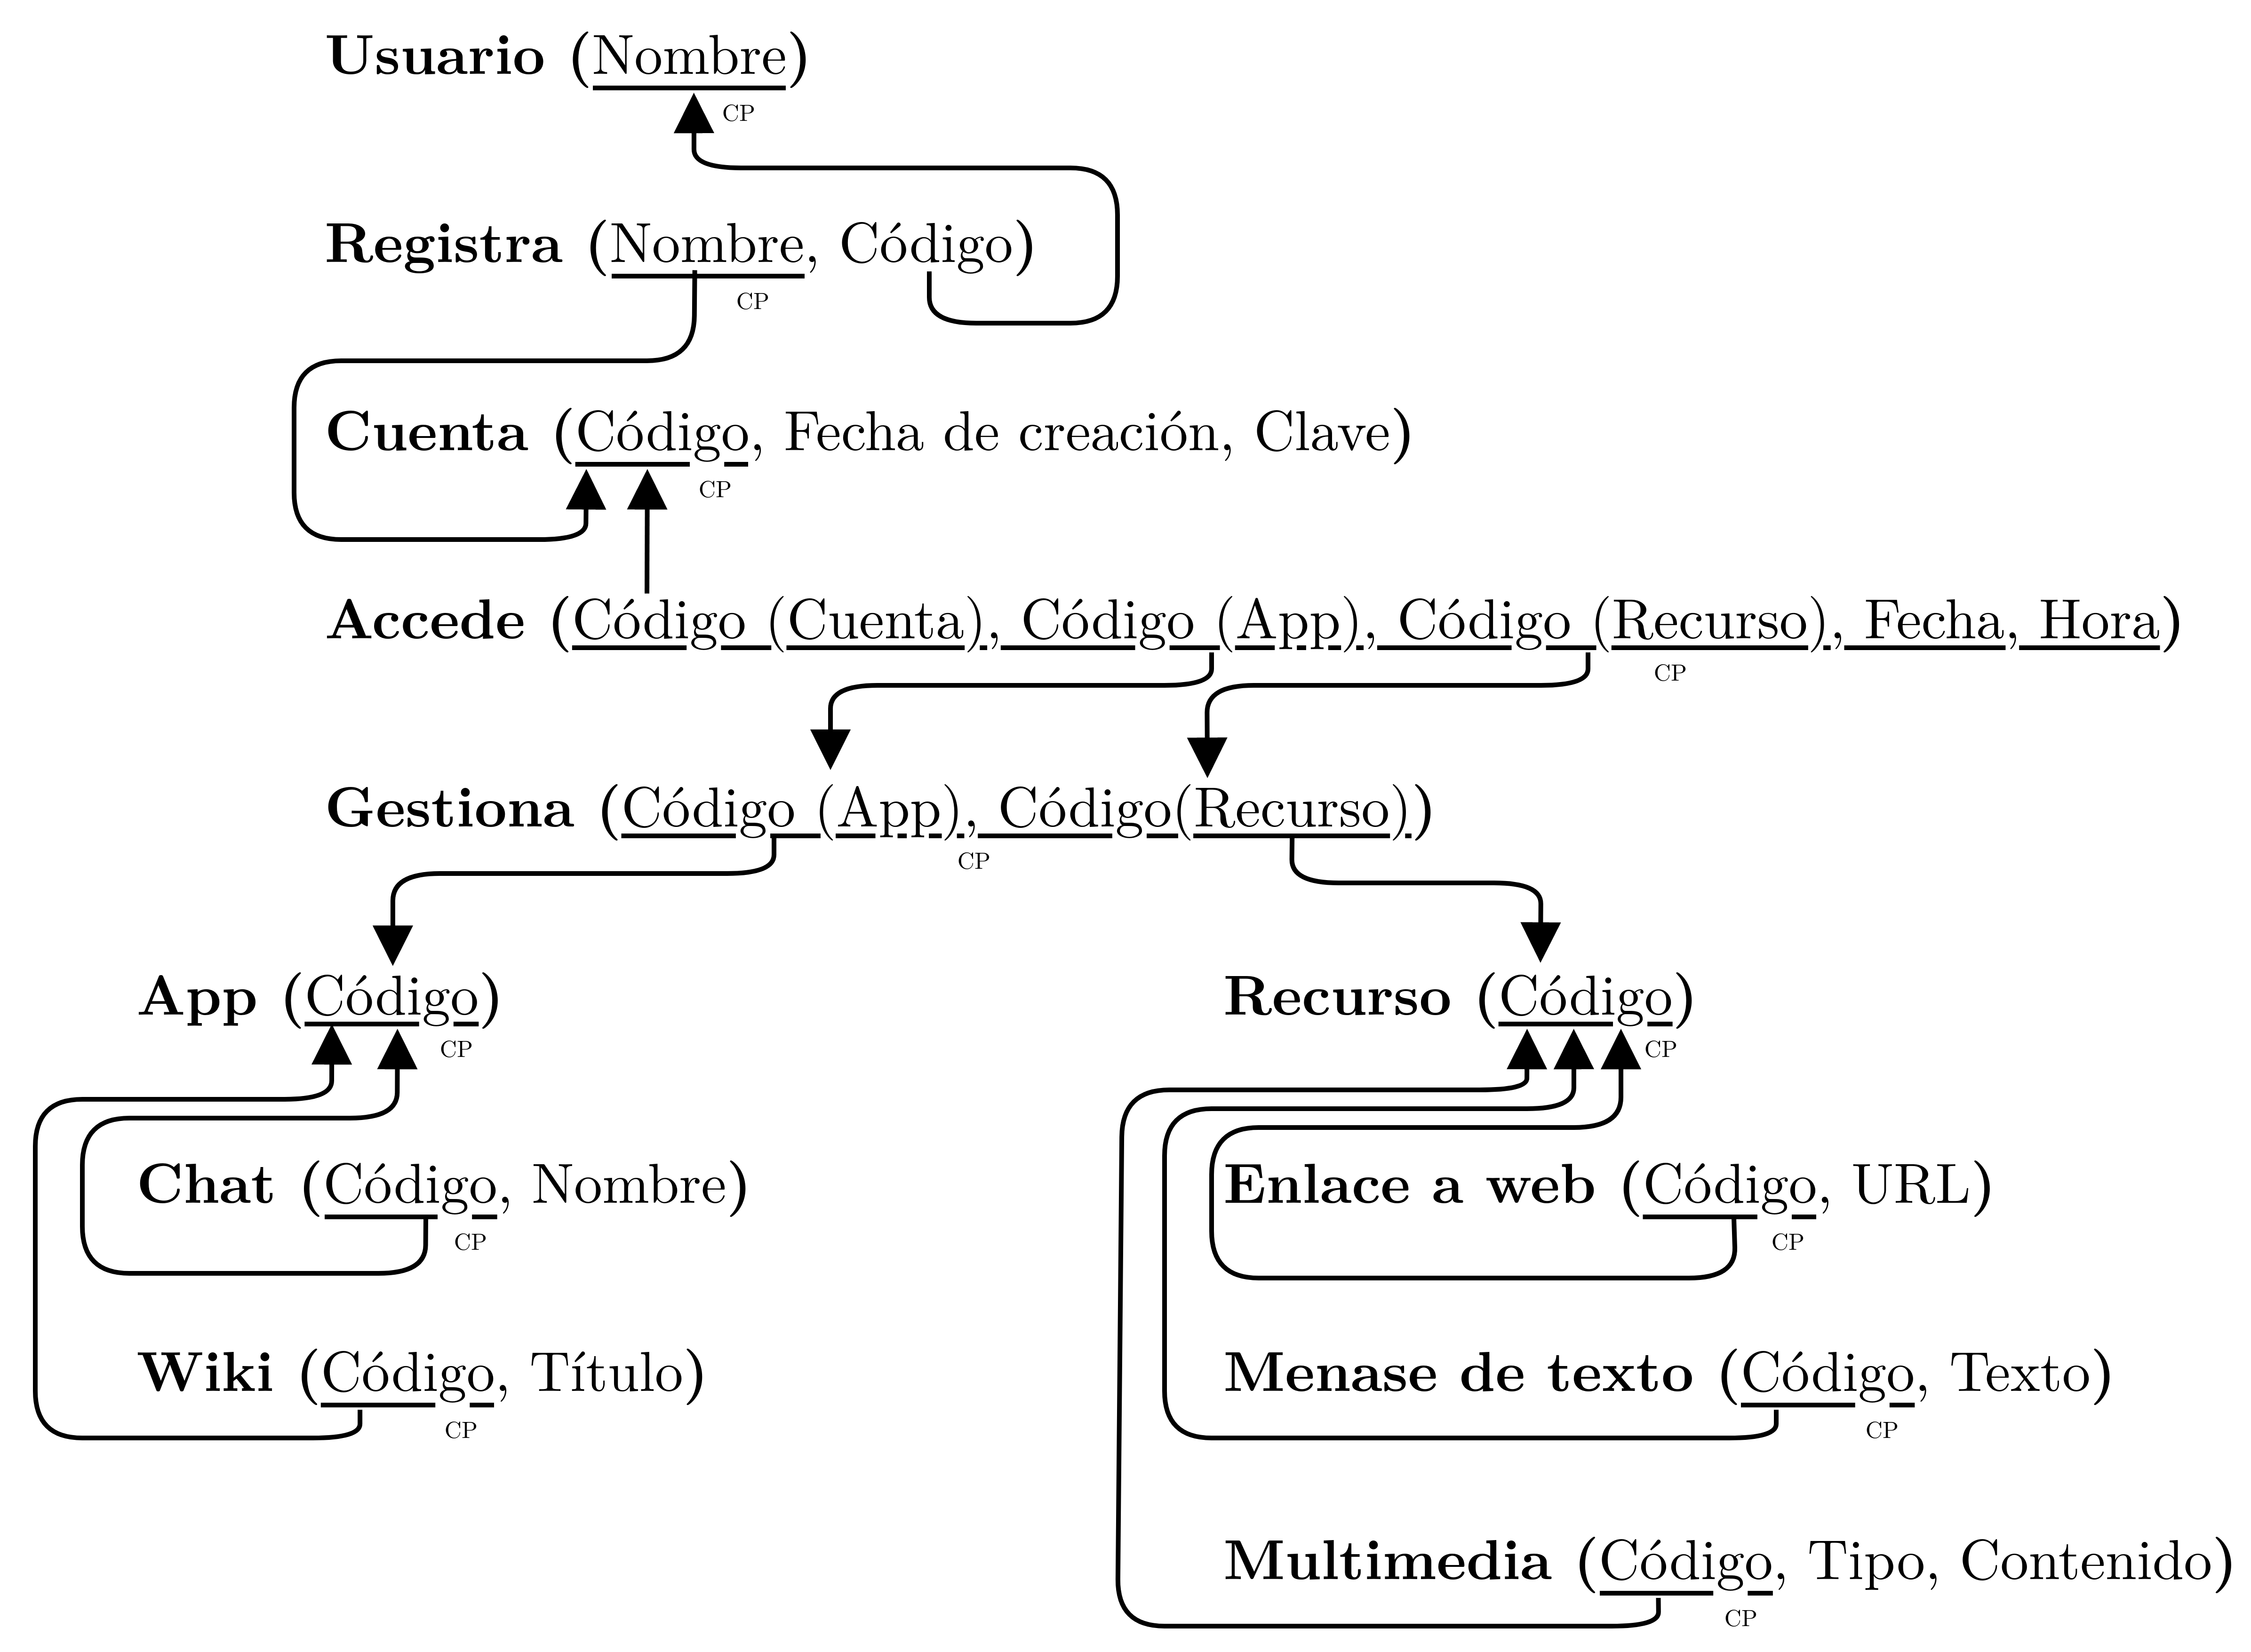 Usuario (Nombre)
CP
Registra (Nombre, Código)
CP
Cuenta (Código, Fecha de creación, Clave)
CP
Accede (Código (Cuenta), Código (App), Código (Recurso), Fecha, Hora)
CP
Gestiona (Código (App), Código(Recurso))
CP
App (Código)
CP
Recurso (Código)
CP
Chat (Código, Nombre)
CP
Enlace a web (Código, URL)
CP
Wiki (Código, Título)
CP
Menase de texto (Código, Texto)
CP
Multimedia (Código, Tipo, Contenido)
CP